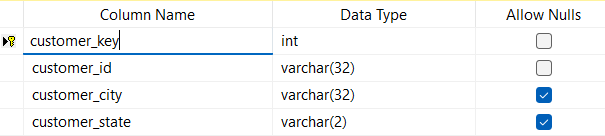 Column Name Data Type Allow Nulls
customer_key int
customer_id varchar(32)
customer_city varchar(32)
customer_state varchar(2)